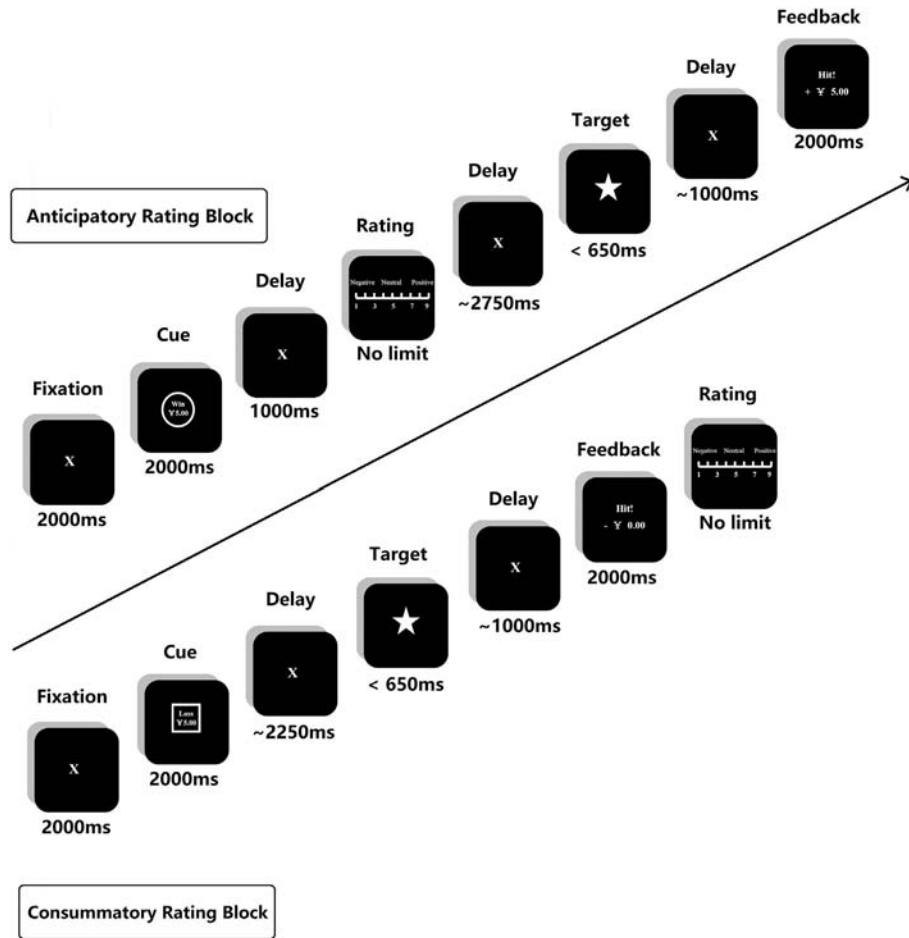 Anticipatory Rating Block
Fixation
X
2000ms
Cue
Win
¥5.00
2000ms
Delay
X
1000ms
Rating
Negative Neutral Positive
1 3 5 7 9
No limit
Delay
X
~2750ms
Target
< 650ms
Delay
X
~1000ms
Feedback
Hit!
+ ¥ 5.00
2000ms
Fixation
X
2000ms
Cue
Loss
¥5.00
2000ms
Delay
X
~2250ms
Target
< 650ms
Delay
X
~1000ms
Feedback
Hit!
- ¥ 0.00
2000ms
Rating
Negative Neutral Positive
1 3 5 7 9
No limit
Consummatory Rating Block